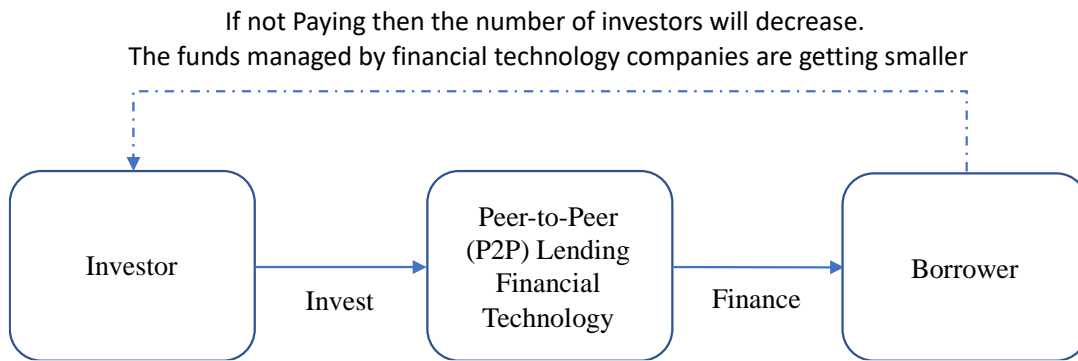 If not Paying then the number of investors will decrease.
The funds managed by financial technology companies are getting smaller
Investor
Invest
Peer-to-Peer
(P2P) Lending
Financial
Technology
Finance
Borrower